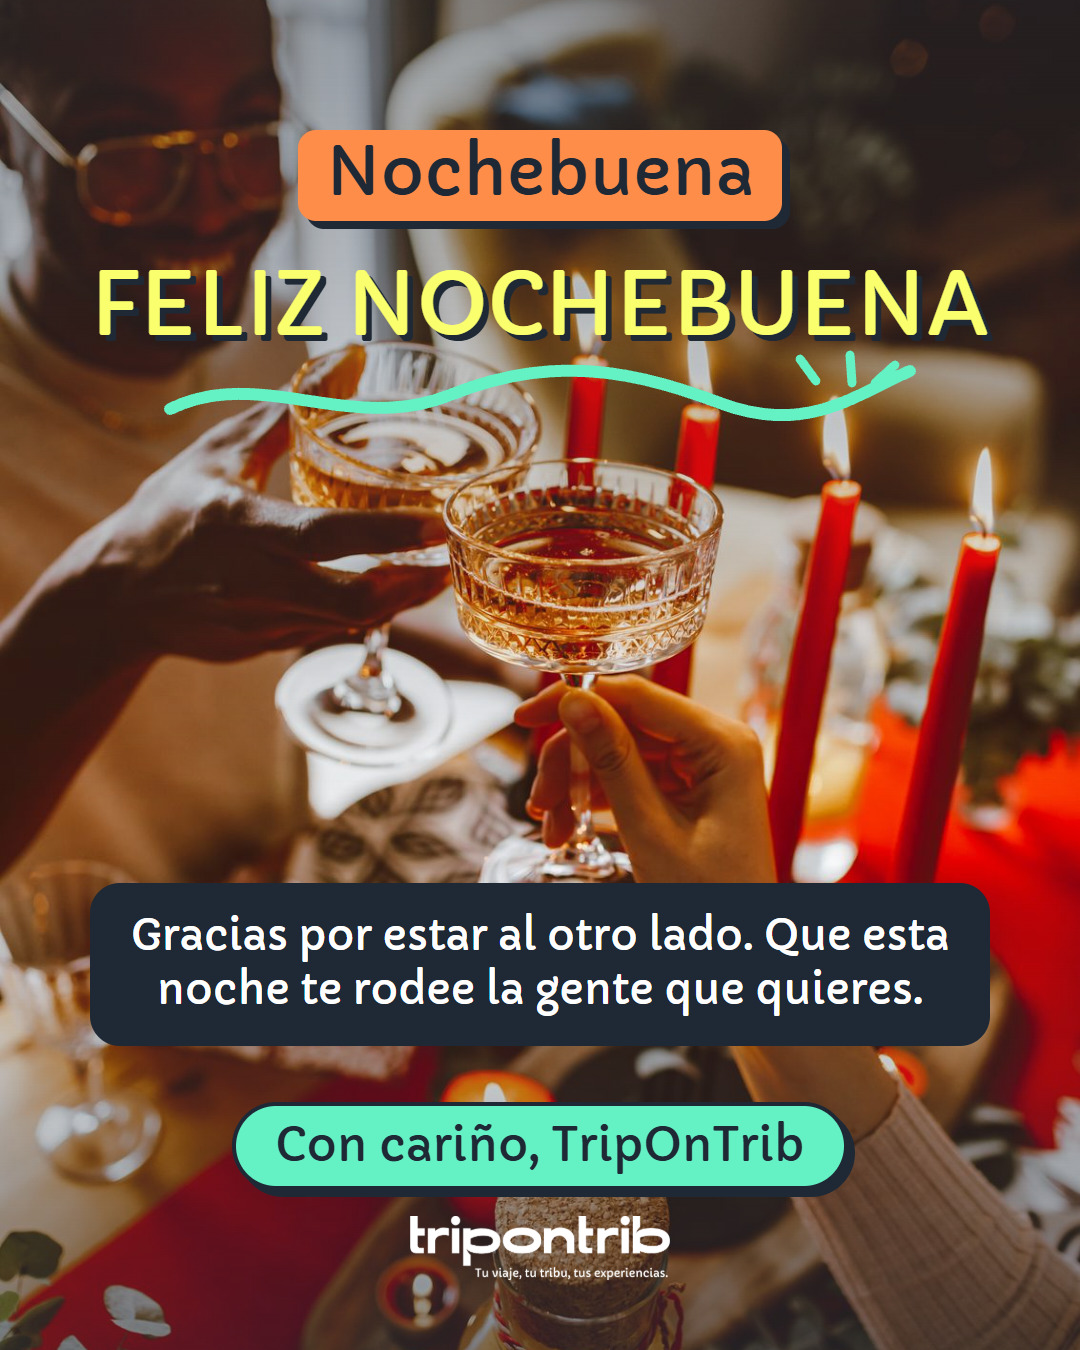 Nochebuena
FELIZ NOCHEBUENA
Gracias por estar al otro lado. Que esta
noche te rodee la gente que quieres.
Con cariño, TripOnTrib
tripontrib
Tu viaje, tu tribu, tus experiencias.